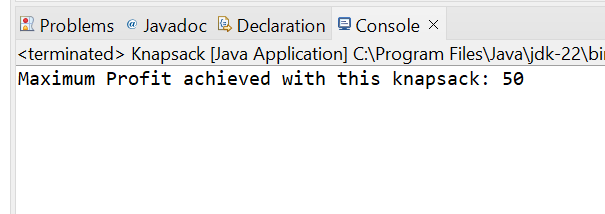 Problems @ Javadoc Declaration Console ×
<terminated> Knapsack [Java Application] C:\Program Files\Java\jdk-22\bin
Maximum Profit achieved with this knapsack: 50